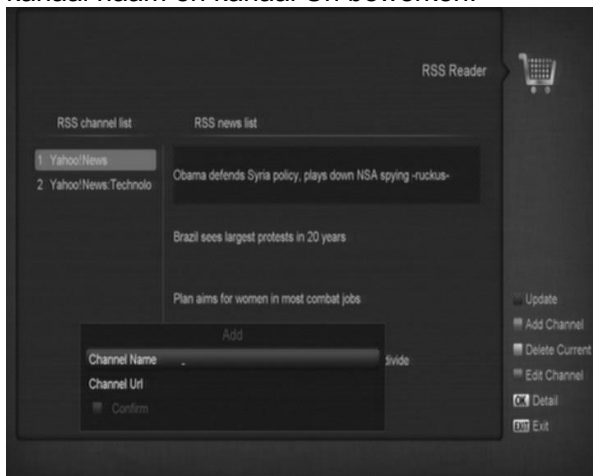 RSS Reader
RSS channel list
RSS news list
1 Yahoo!News
2 Yahoo!News:Technolo
Obama defends Syria policy, plays down NSA spying -ruckus-
Brazil sees largest protests in 20 years
Plan aims for women in most combat jobs
divide
Add
Channel Name -
Channel Url
Confirm
Update
Add Channel
Delete Current
Edit Channel
OK Detail
EXIT Exit